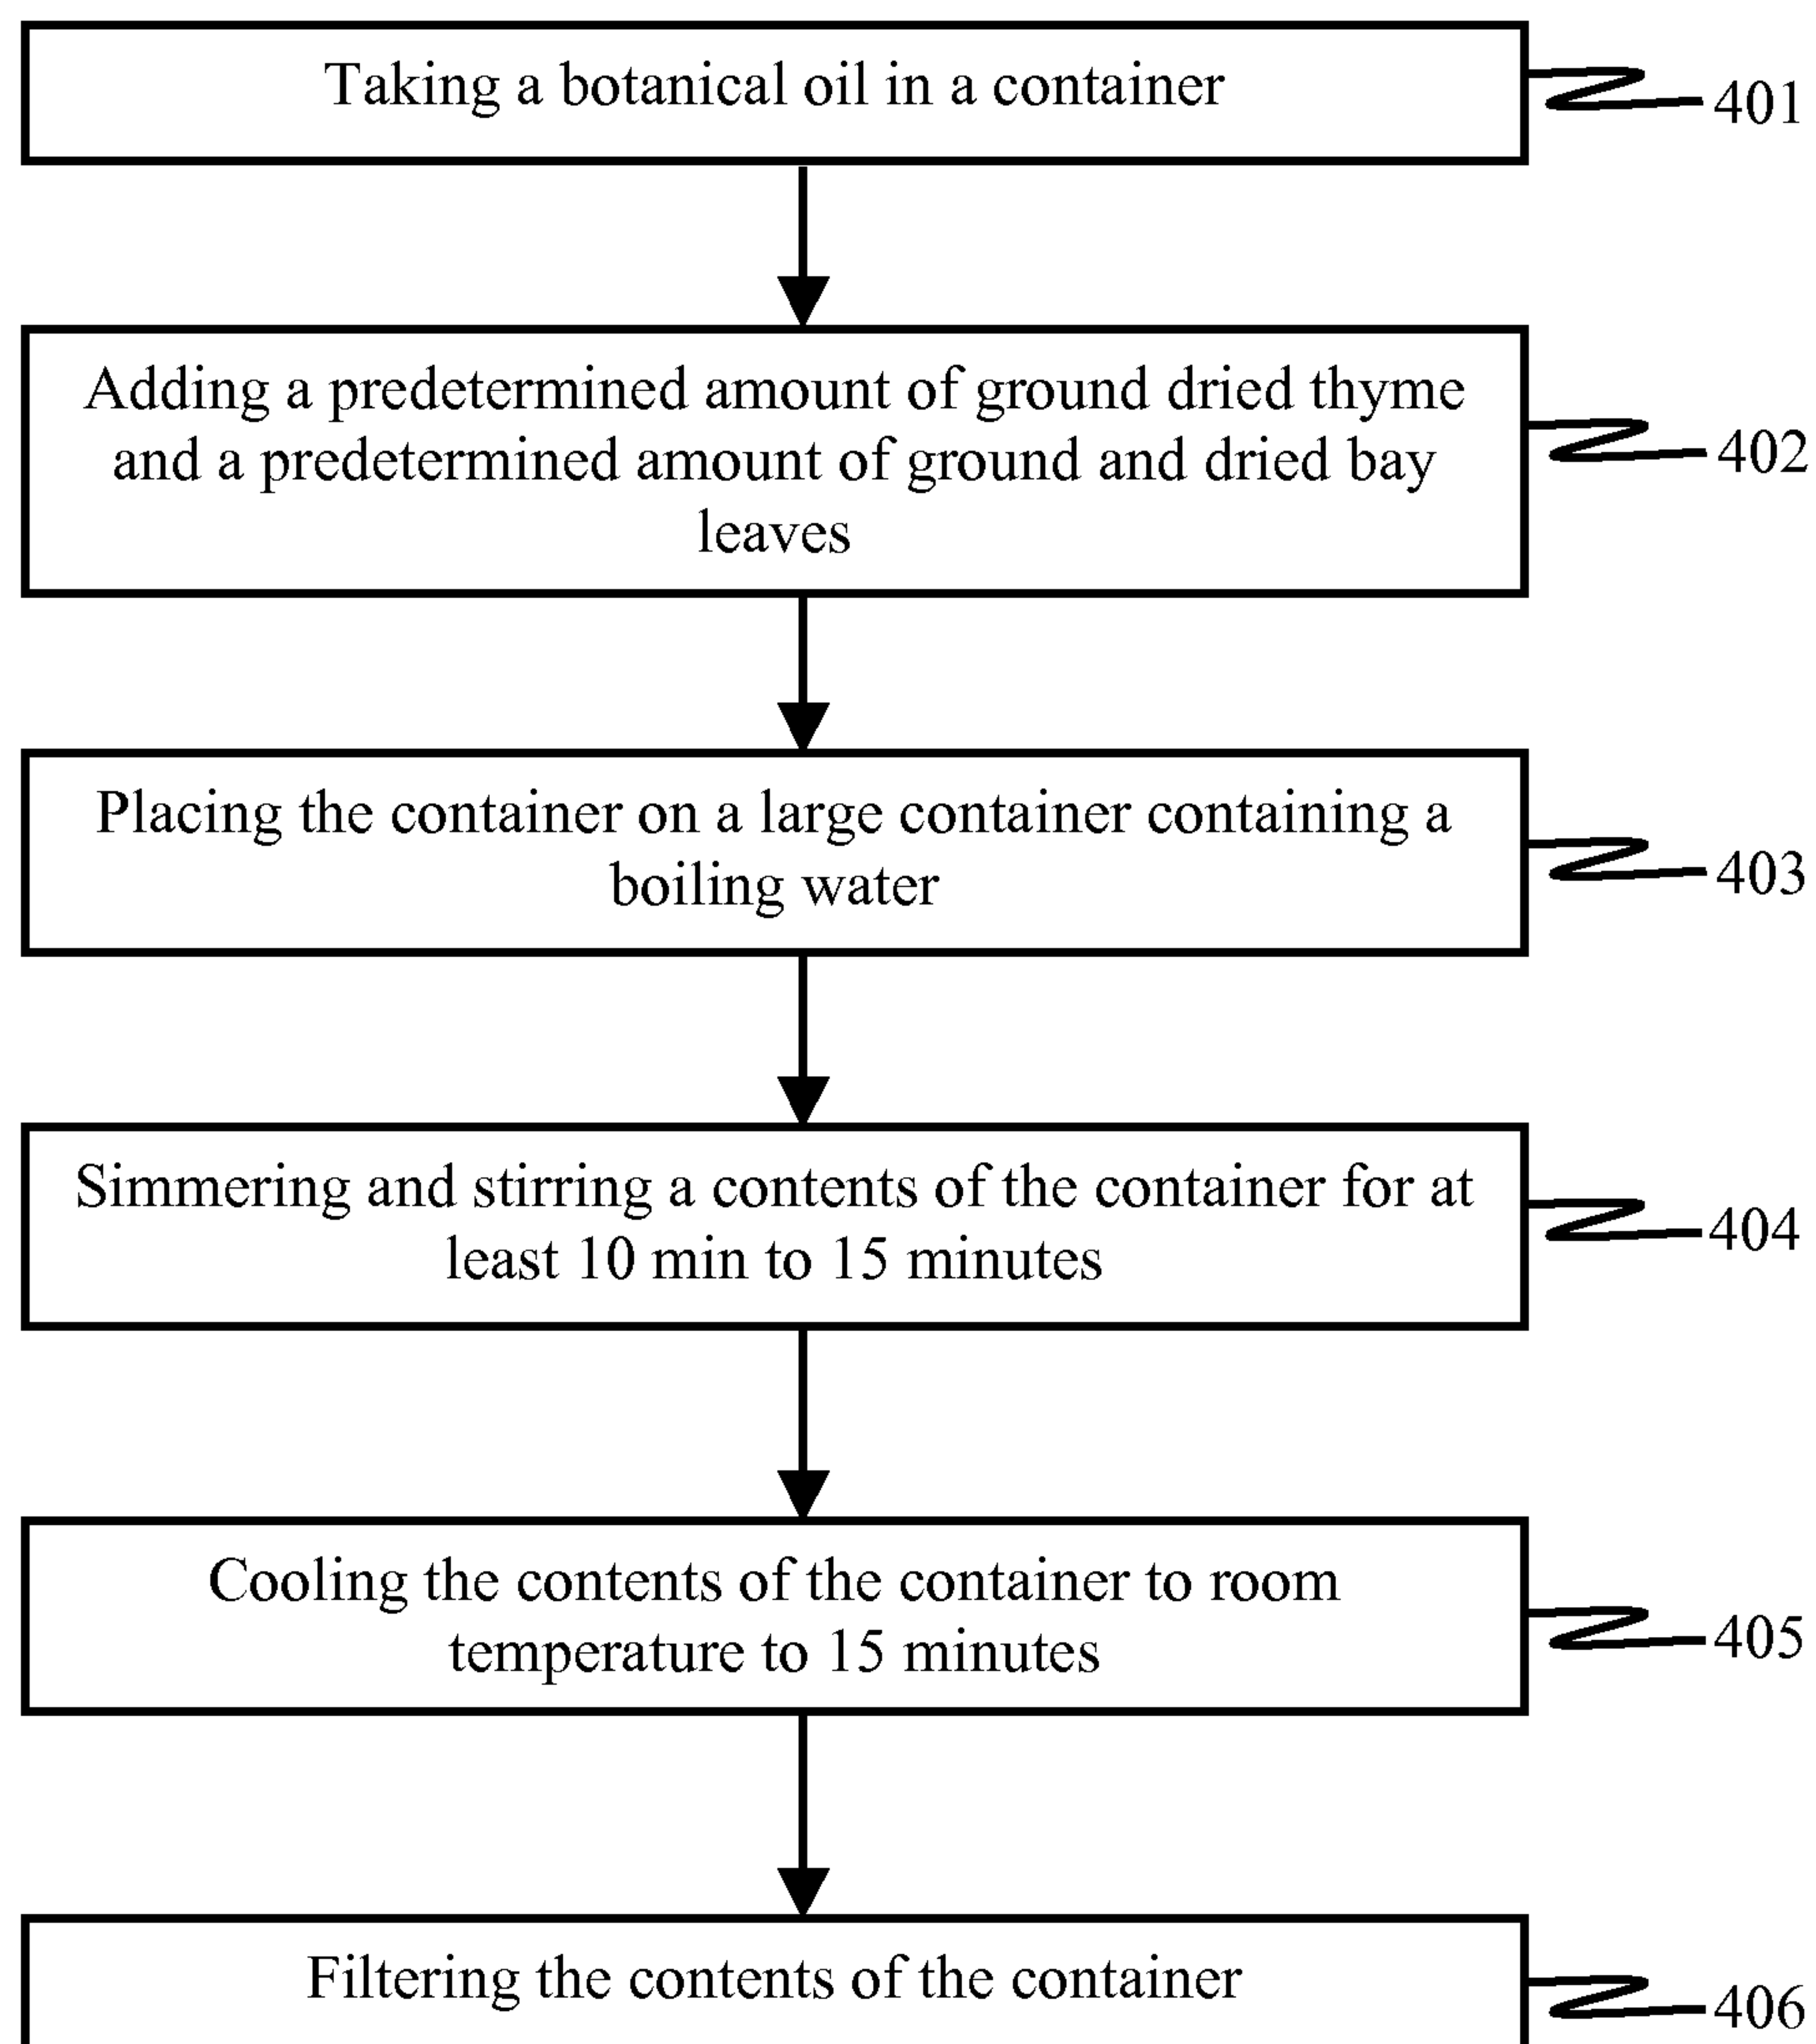 Taking a botanical oil in a container
401
Adding a predetermined amount of ground dried thyme
and a predetermined amount of ground and dried bay
leaves
402
Placing the container on a large container containing a
boiling water
403
Simmering and stirring a contents of the container for at
least 10 min to 15 minutes
404
Cooling the contents of the container to room
temperature to 15 minutes
405
Filtering the contents of the container
406